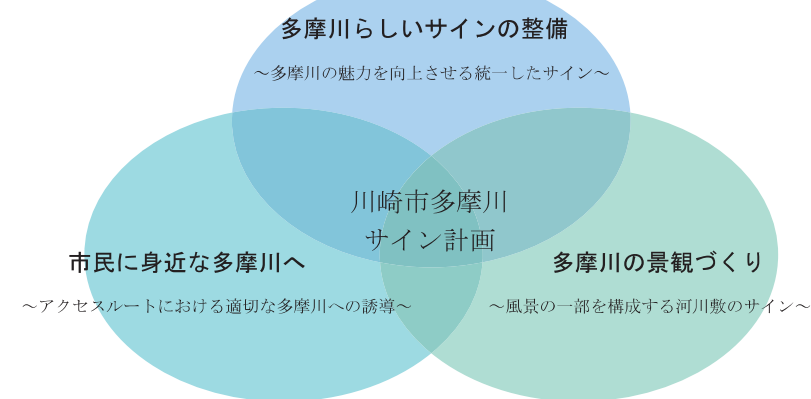 多摩川らしいサインの整備
～多摩川の魅力を向上させる統一したサイン～
川崎市多摩川
サイン計画
市民に身近な多摩川へ
～アクセスルートにおける適切な多摩川への誘導～
多摩川の景観づくり
～風景の一部を構成する河川敷のサイン～